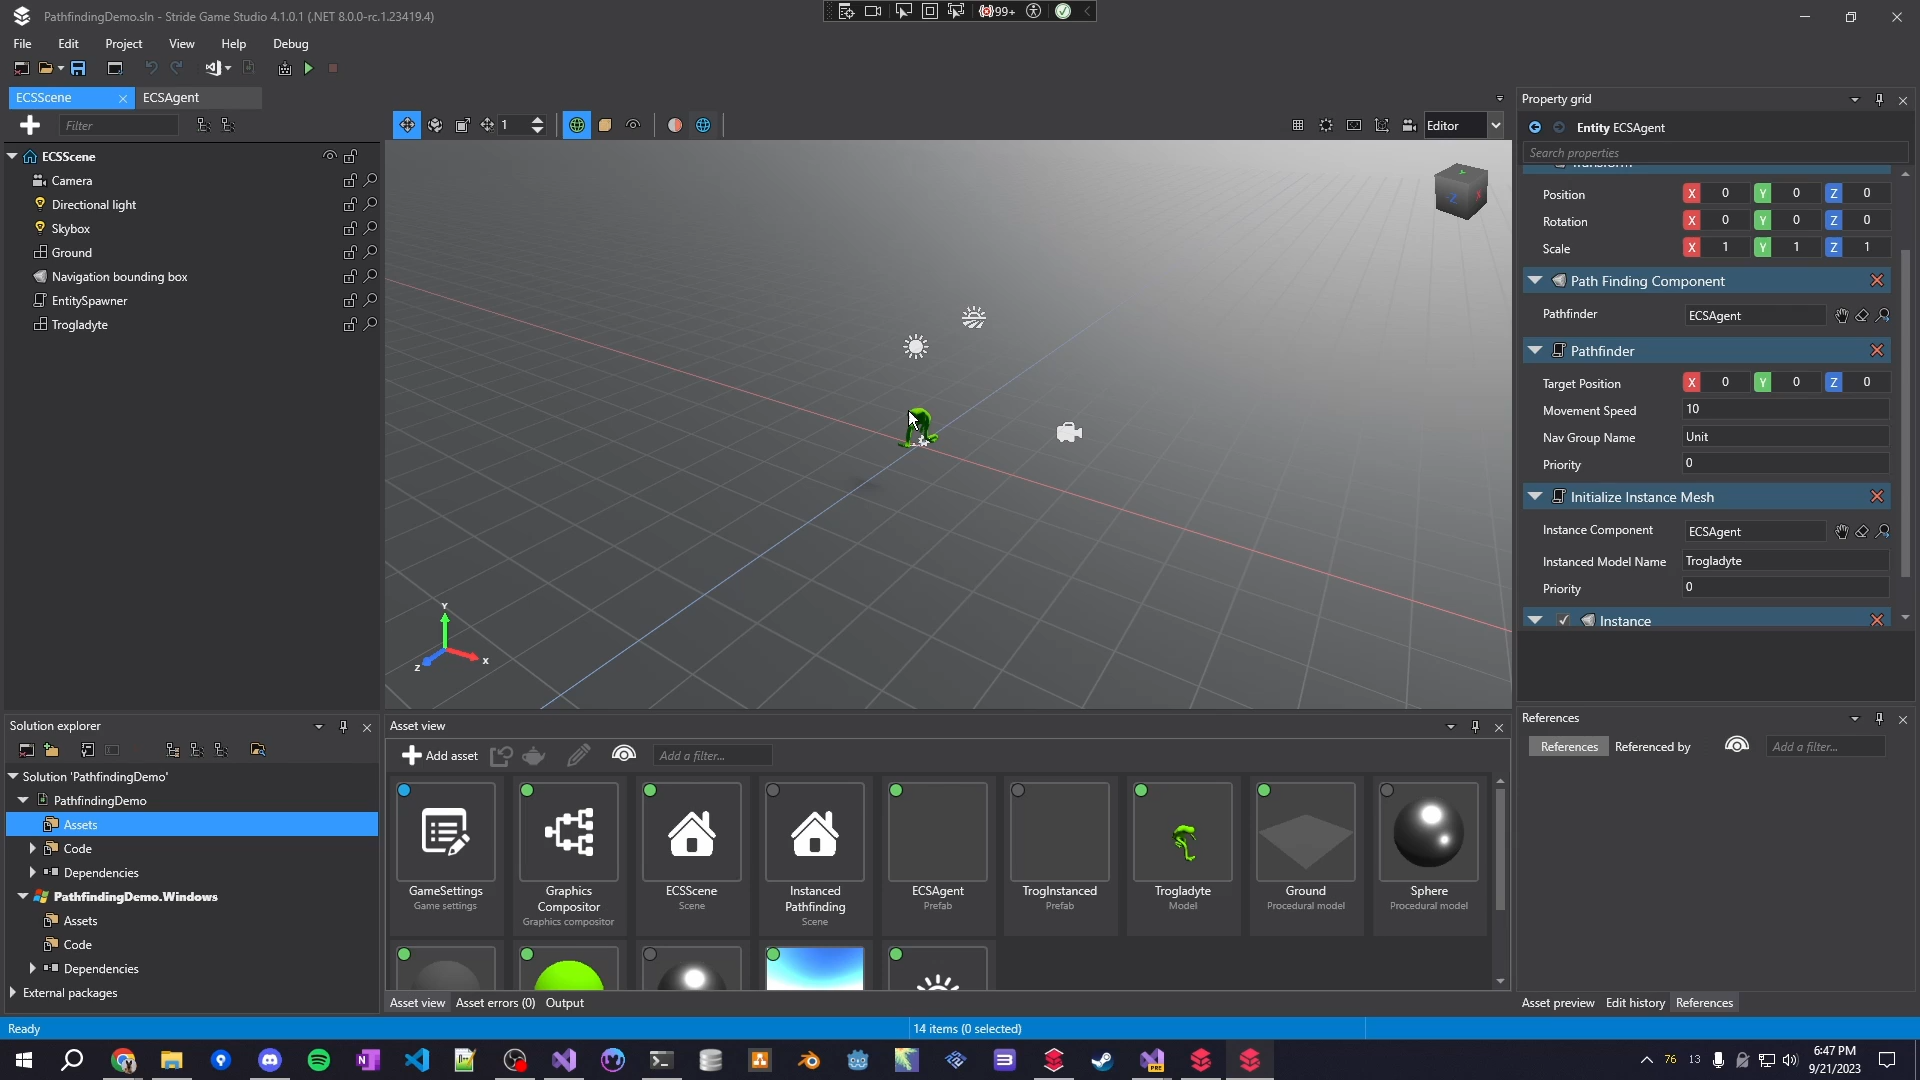 PathfindingDemo.sln - Stride Game Studio 4.1.0.1 (.NET 8.0.0-rc.1.23419.4)
99+
File Edit Project View Help Debug
ECSScene ECSAgent
Filter
1
Editor
ECSScene
Camera
Directional light
Skybox
Ground
Navigation bounding box
EntitySpawner
Trogladyte
Y
X
Z
Property grid
Entity ECSAgent
Search properties
Position X 0 Y 0 Z 0
Rotation X 0 Y 0 Z 0
Scale X 1 Y 1 Z 1
Path Finding Component
Pathfinder ECSAgent
Pathfinder
Target Position X 0 Y 0 Z 0
Movement Speed 10
Nav Group Name Unit
Priority 0
Initialize Instance Mesh
Instance Component ECSAgent
Instanced Model Name Trogladyte
Priority 0
Instance
Solution explorer
Solution 'PathfindingDemo'
PathfindingDemo
Assets
Code
Dependencies
PathfindingDemo.Windows
Assets
Code
Dependencies
External packages
Asset view
Add asset
Add a filter...
GameSettings
Game settings
Graphics Compositor
Graphics compositor
ECSScene
Scene
Instanced Pathfinding
Scene
ECSAgent
Prefab
TrogInstanced
Prefab
Trogladyte
Model
Ground
Procedural model
Sphere
Procedural model
Asset view Asset errors (0) Output
References
References Referenced by
Add a filter...
Asset preview Edit history References
Ready
14 items (0 selected)
76 13
6:47 PM
9/21/2023